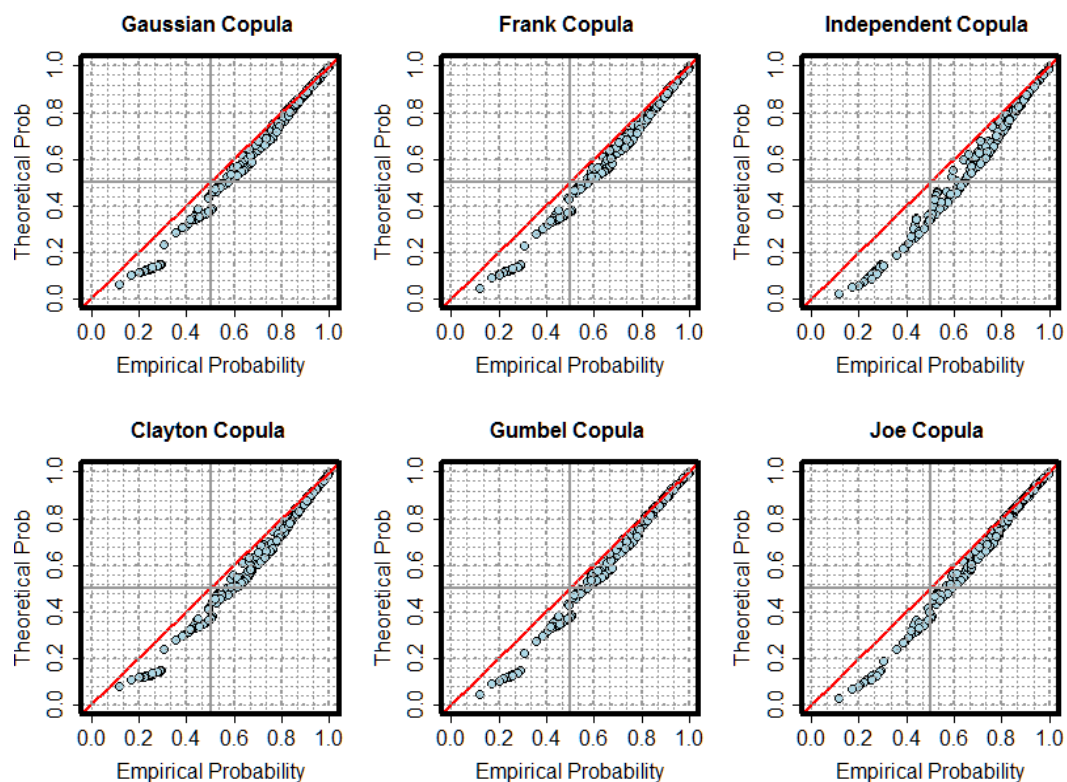 Gaussian Copula
Theoretical Prob
0.0 0.2 0.4 0.6 0.8 1.0
0.0 0.2 0.4 0.6 0.8 1.0
Empirical Probability
Frank Copula
Theoretical Prob
0.0 0.2 0.4 0.6 0.8 1.0
0.0 0.2 0.4 0.6 0.8 1.0
Empirical Probability
Independent Copula
Theoretical Prob
0.0 0.2 0.4 0.6 0.8 1.0
0.0 0.2 0.4 0.6 0.8 1.0
Empirical Probability
Clayton Copula
Theoretical Prob
0.0 0.2 0.4 0.6 0.8 1.0
0.0 0.2 0.4 0.6 0.8 1.0
Empirical Probability
Gumbel Copula
Theoretical Prob
0.0 0.2 0.4 0.6 0.8 1.0
0.0 0.2 0.4 0.6 0.8 1.0
Empirical Probability
Joe Copula
Theoretical Prob
0.0 0.2 0.4 0.6 0.8 1.0
0.0 0.2 0.4 0.6 0.8 1.0
Empirical Probability